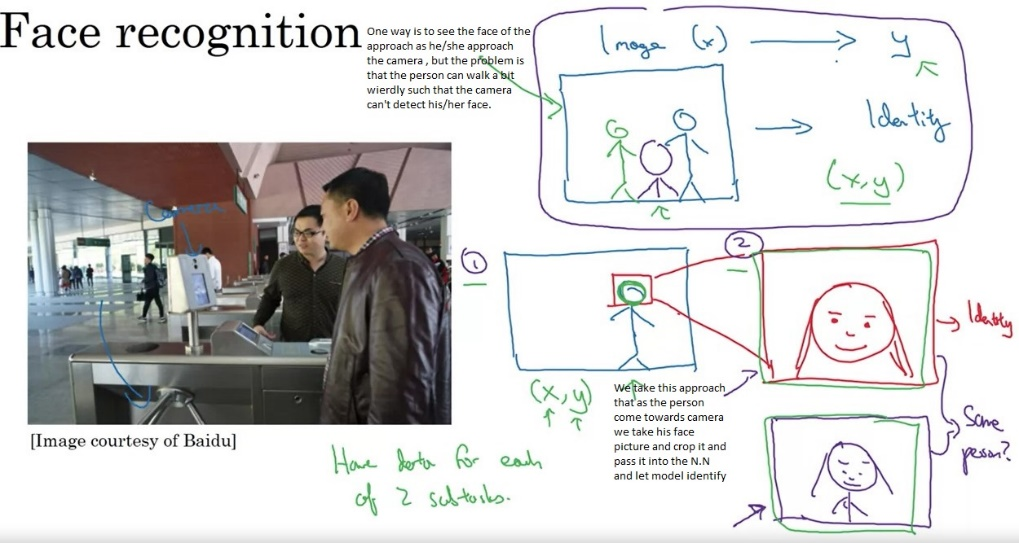 Face recognition
One way is to see the face of the
approach as he/she approach
the camera , but the problem is
that the person can walk a bit
wierdly such that the camera
can't detect his/her face.
Image (x)
y
Identity
(x,y)
Camera
[Image courtesy of Baidu]
1
2
Identity
(x,y)
We take this approach
that as the person
come towards camera
we take his face
picture and crop it and
pass it into the N.N
and let model identify
Same
person?
Have data for each
of 2 subtasks.